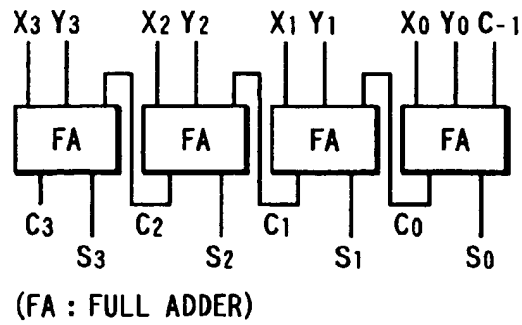 X3 Y3 X2 Y2 X1 Y1 X0 Y0 C-1
FA FA FA FA
C3 C2 C1 C0
S3 S2 S1 S0
(FA : FULL ADDER)